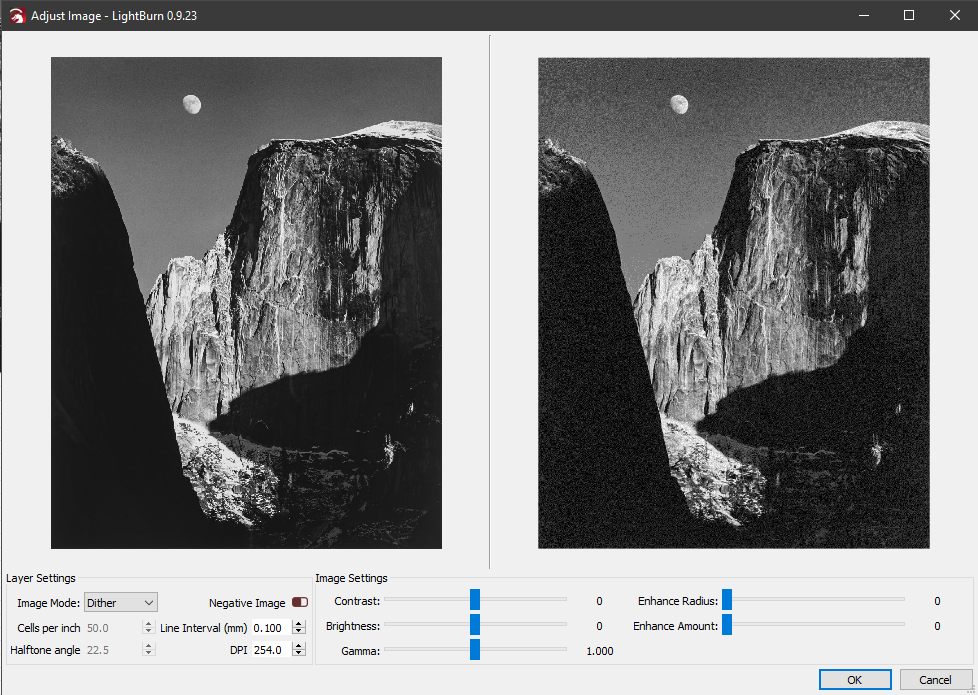 Adjust Image - LightBurn 0.9.23
Layer Settings
Image Mode: Dither
Negative Image
Cells per inch 50.0
Line Interval (mm) 0.100
Halftone angle 22.5
DPI 254.0
Image Settings
Contrast: 0
Enhance Radius: 0
Brightness: 0
Enhance Amount: 0
Gamma: 1.000
OK
Cancel